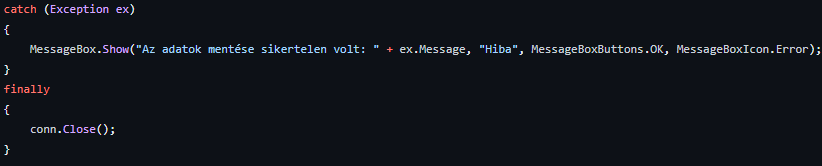 catch (Exception ex)
{
MessageBox.Show("Az adatok mentése sikertelen volt: " + ex.Message, "Hiba", MessageBoxButtons.OK, MessageBoxIcon.Error);
}
finally
{
conn.Close();
}